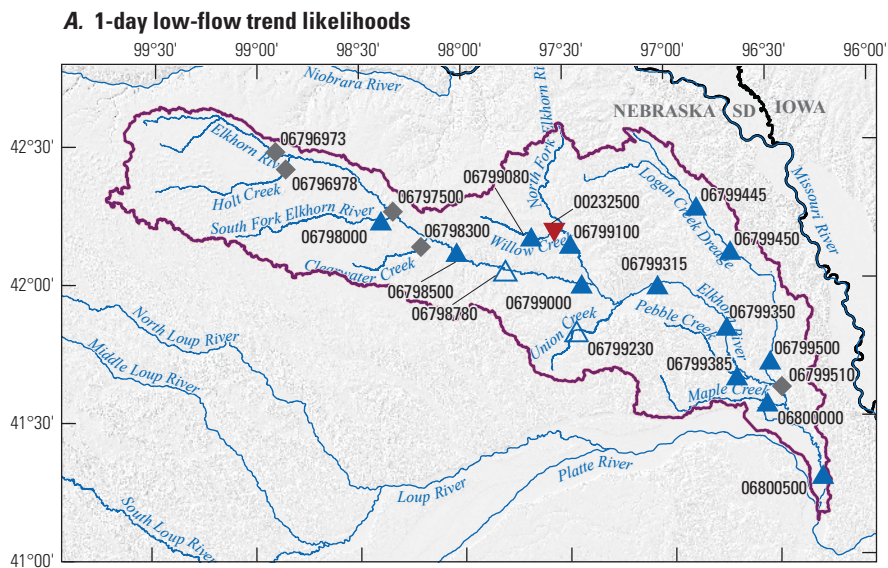 A. 1-day low-flow trend likelihoods
99°30' 99°00' 98°30' 98°00' 97°30' 97°00' 96°30' 96°00'
Niobrara River
NEBRASKA SD IOWA
42°30'
Elkhorn River
06796973
06796978
Holt Creek
06799080
North Fork Elkhorn Ri
Logan Creek Dredge
06799445
Missouri River
06797500
00232500
South Fork Elkhorn River
06798000
06798300
Willow Creek
06799100
06799450
Clearwater Creek
06799315
42°00'
06798500
06798780
06799000
Elkhorn River
06799350
North Loup River
Union Creek
Pebble Creek
06799230
06799500
Middle Loup River
06799385
06799510
Maple Creek
06800000
41°30'
Platte River
Loup River
06800500
South Loup River
41°00'